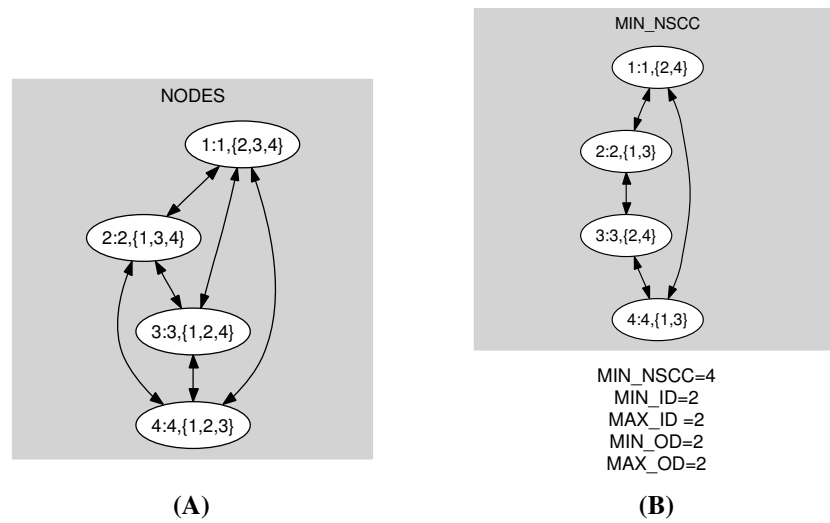 NODES
1:1,{2,3,4}
2:2,{1,3,4}
3:3,{1,2,4}
4:4,{1,2,3}
(A)
MIN_NSCC
1:1,{2,4}
2:2,{1,3}
3:3,{2,4}
4:4,{1,3}
MIN_NSCC=4
MIN_ID=2
MAX_ID =2
MIN_OD=2
MAX_OD=2
(B)